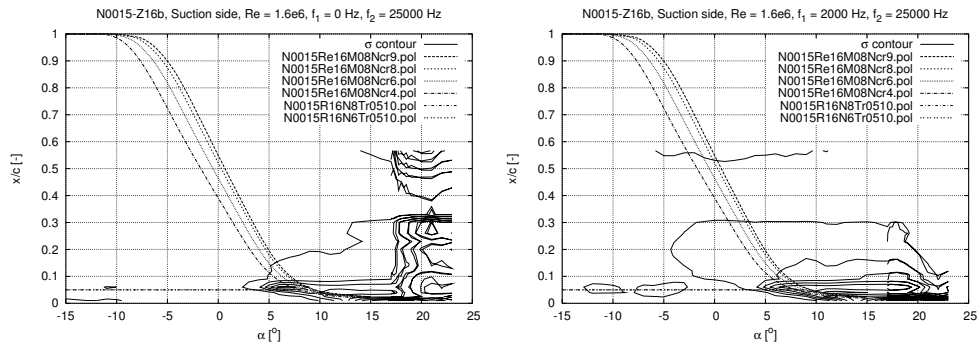 N0015-Z16b, Suction side, Re = 1.6e6, f1 = 0 Hz, f2 = 25000 Hz
σ contour
N0015Re16M08Ncr9.pol
N0015Re16M08Ncr8.pol
N0015Re16M08Ncr6.pol
N0015Re16M08Ncr4.pol
N0015R16N8Tr0510.pol
N0015R16N6Tr0510.pol
x/c [-]
1
0.9
0.8
0.7
0.6
0.5
0.4
0.3
0.2
0.1
0
-15 -10 -5 0 5 10 15 20 25
α [o]
N0015-Z16b, Suction side, Re = 1.6e6, f1 = 2000 Hz, f2 = 25000 Hz
σ contour
N0015Re16M08Ncr9.pol
N0015Re16M08Ncr8.pol
N0015Re16M08Ncr6.pol
N0015Re16M08Ncr4.pol
N0015R16N8Tr0510.pol
N0015R16N6Tr0510.pol
x/c [-]
1
0.9
0.8
0.7
0.6
0.5
0.4
0.3
0.2
0.1
0
-15 -10 -5 0 5 10 15 20 25
α [o]